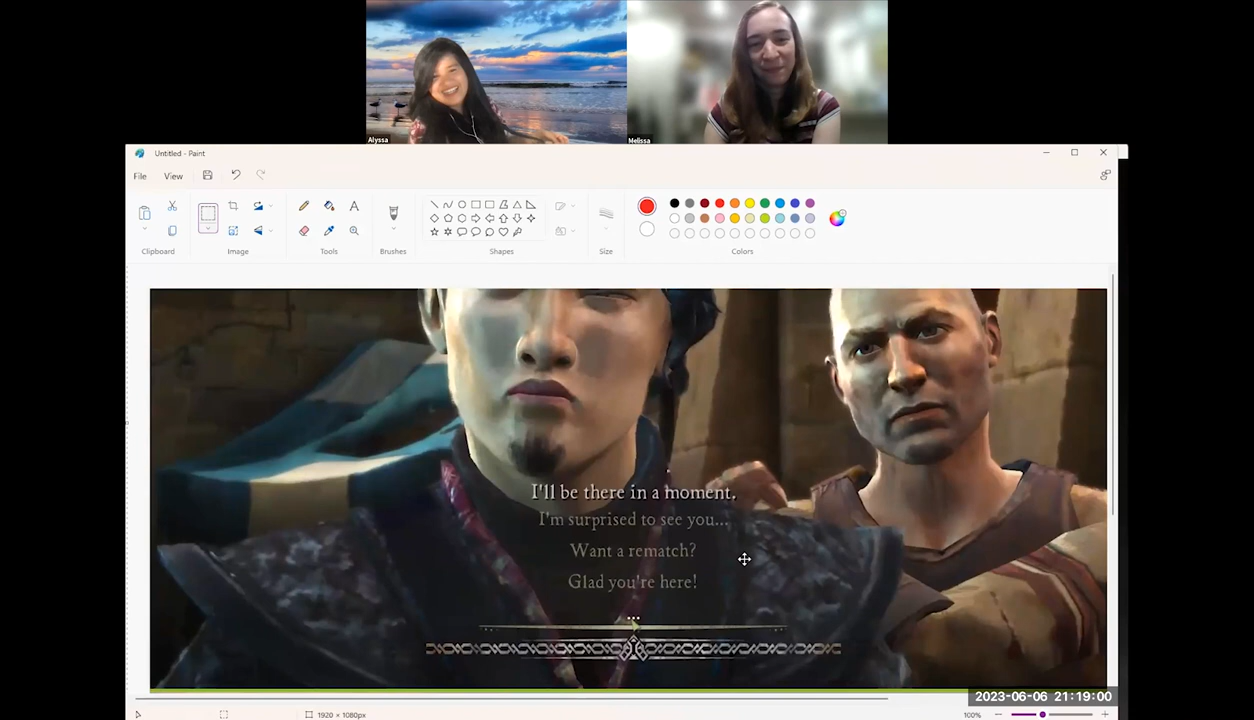 Alyssa
Melissa
Untitled - Paint
File
View
Clipboard
Image
Tools
Brushes
Shapes
Size
Colors
I'll be there in a moment.
I'm surprised to see you...
Want a rematch?
Glad you're here!
...
2023-06-06 21:19:00
1920 × 1080px
100%